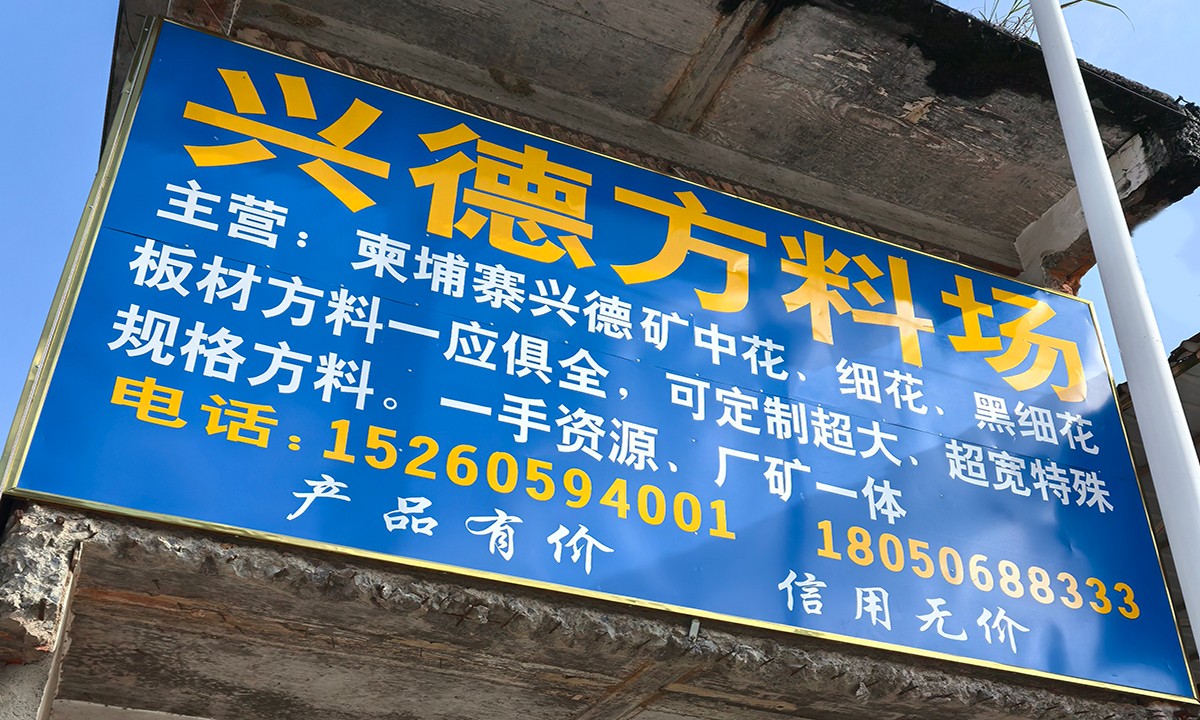 兴德方料场
主营：柬埔寨兴德矿中花、细花、黑细花
板材方料一应俱全，可定制超大、超宽特殊
规格方料。一手资源、厂矿一体
电话：15260594001 18050688333
产品有价 信用无价